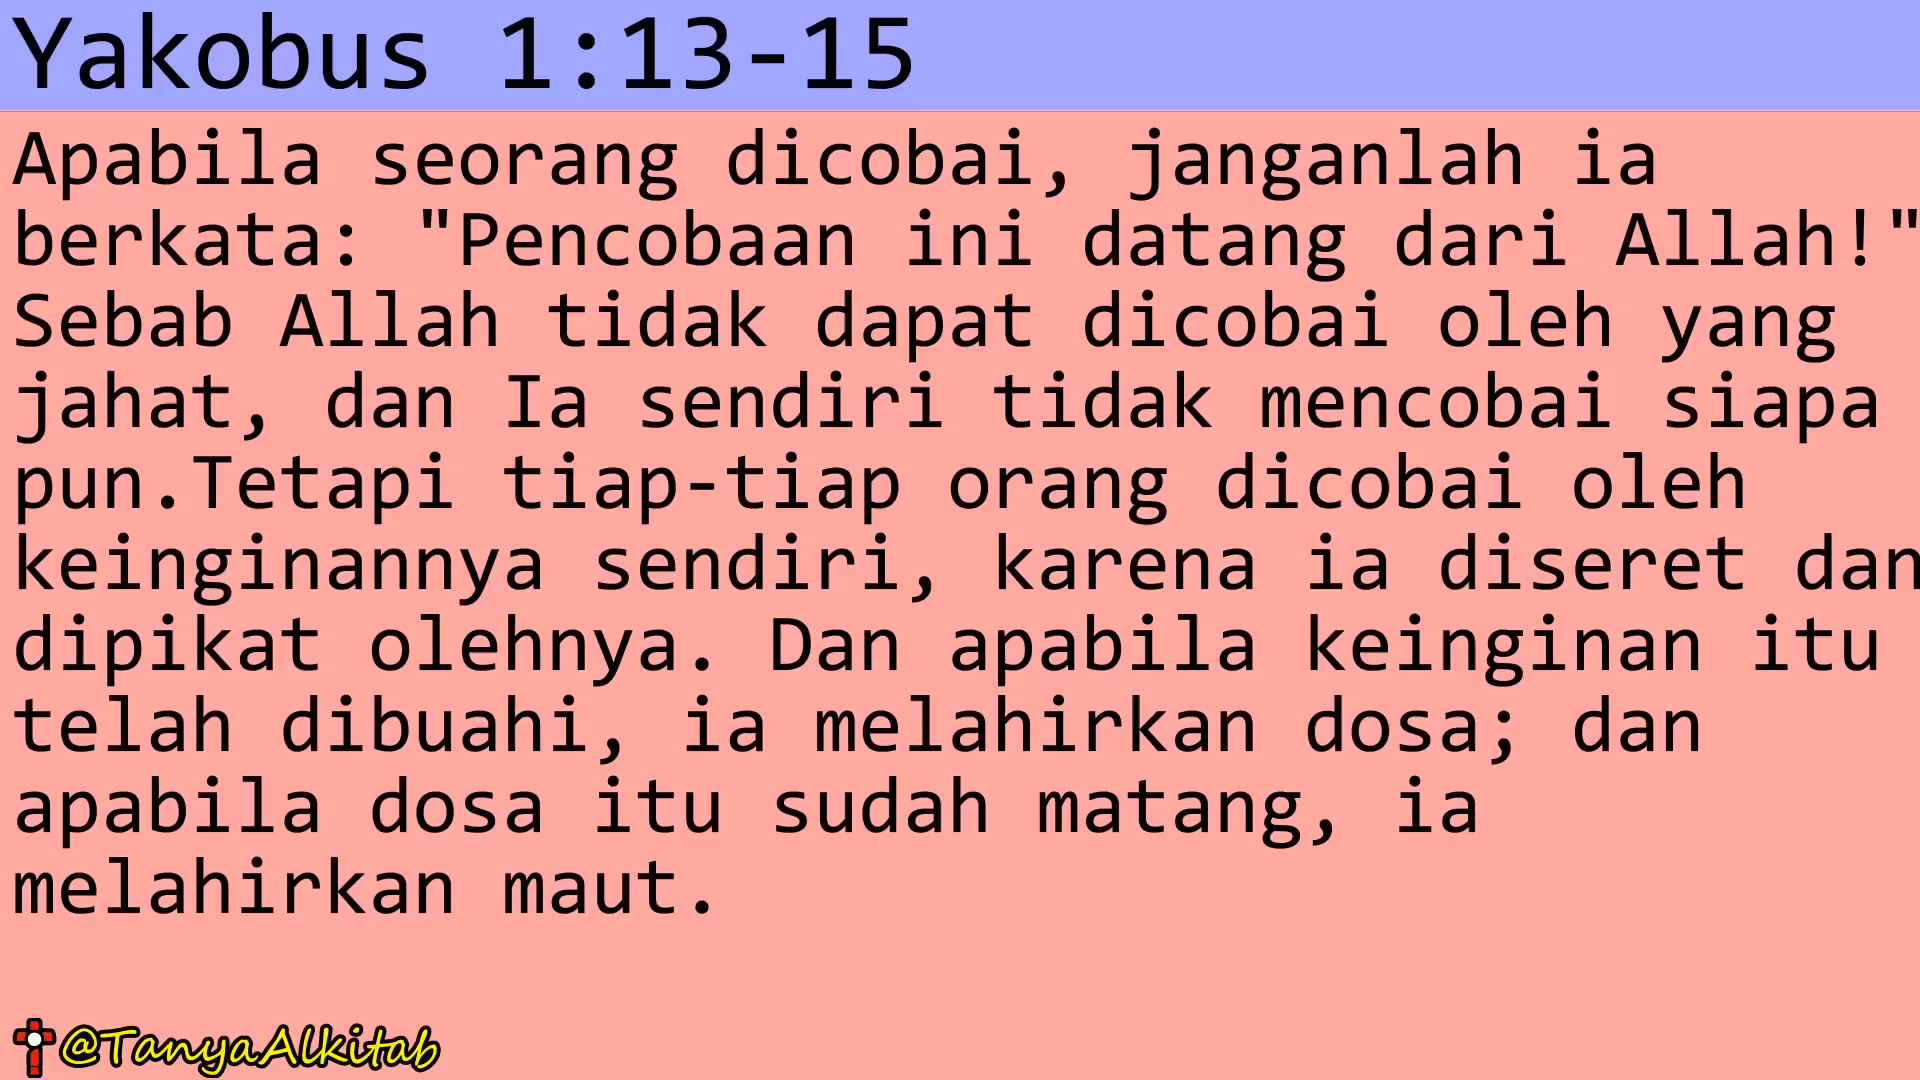 Yakobus 1:13-15
Apabila seorang dicobai, janganlah ia
berkata: "Pencobaan ini datang dari Allah!"
Sebab Allah tidak dapat dicobai oleh yang
jahat, dan Ia sendiri tidak mencobai siapa
pun.Tetapi tiap-tiap orang dicobai oleh
keinginannya sendiri, karena ia diseret dan
dipikat olehnya. Dan apabila keinginan itu
telah dibuahi, ia melahirkan dosa; dan
apabila dosa itu sudah matang, ia
melahirkan maut.
@TanyaAlkitab